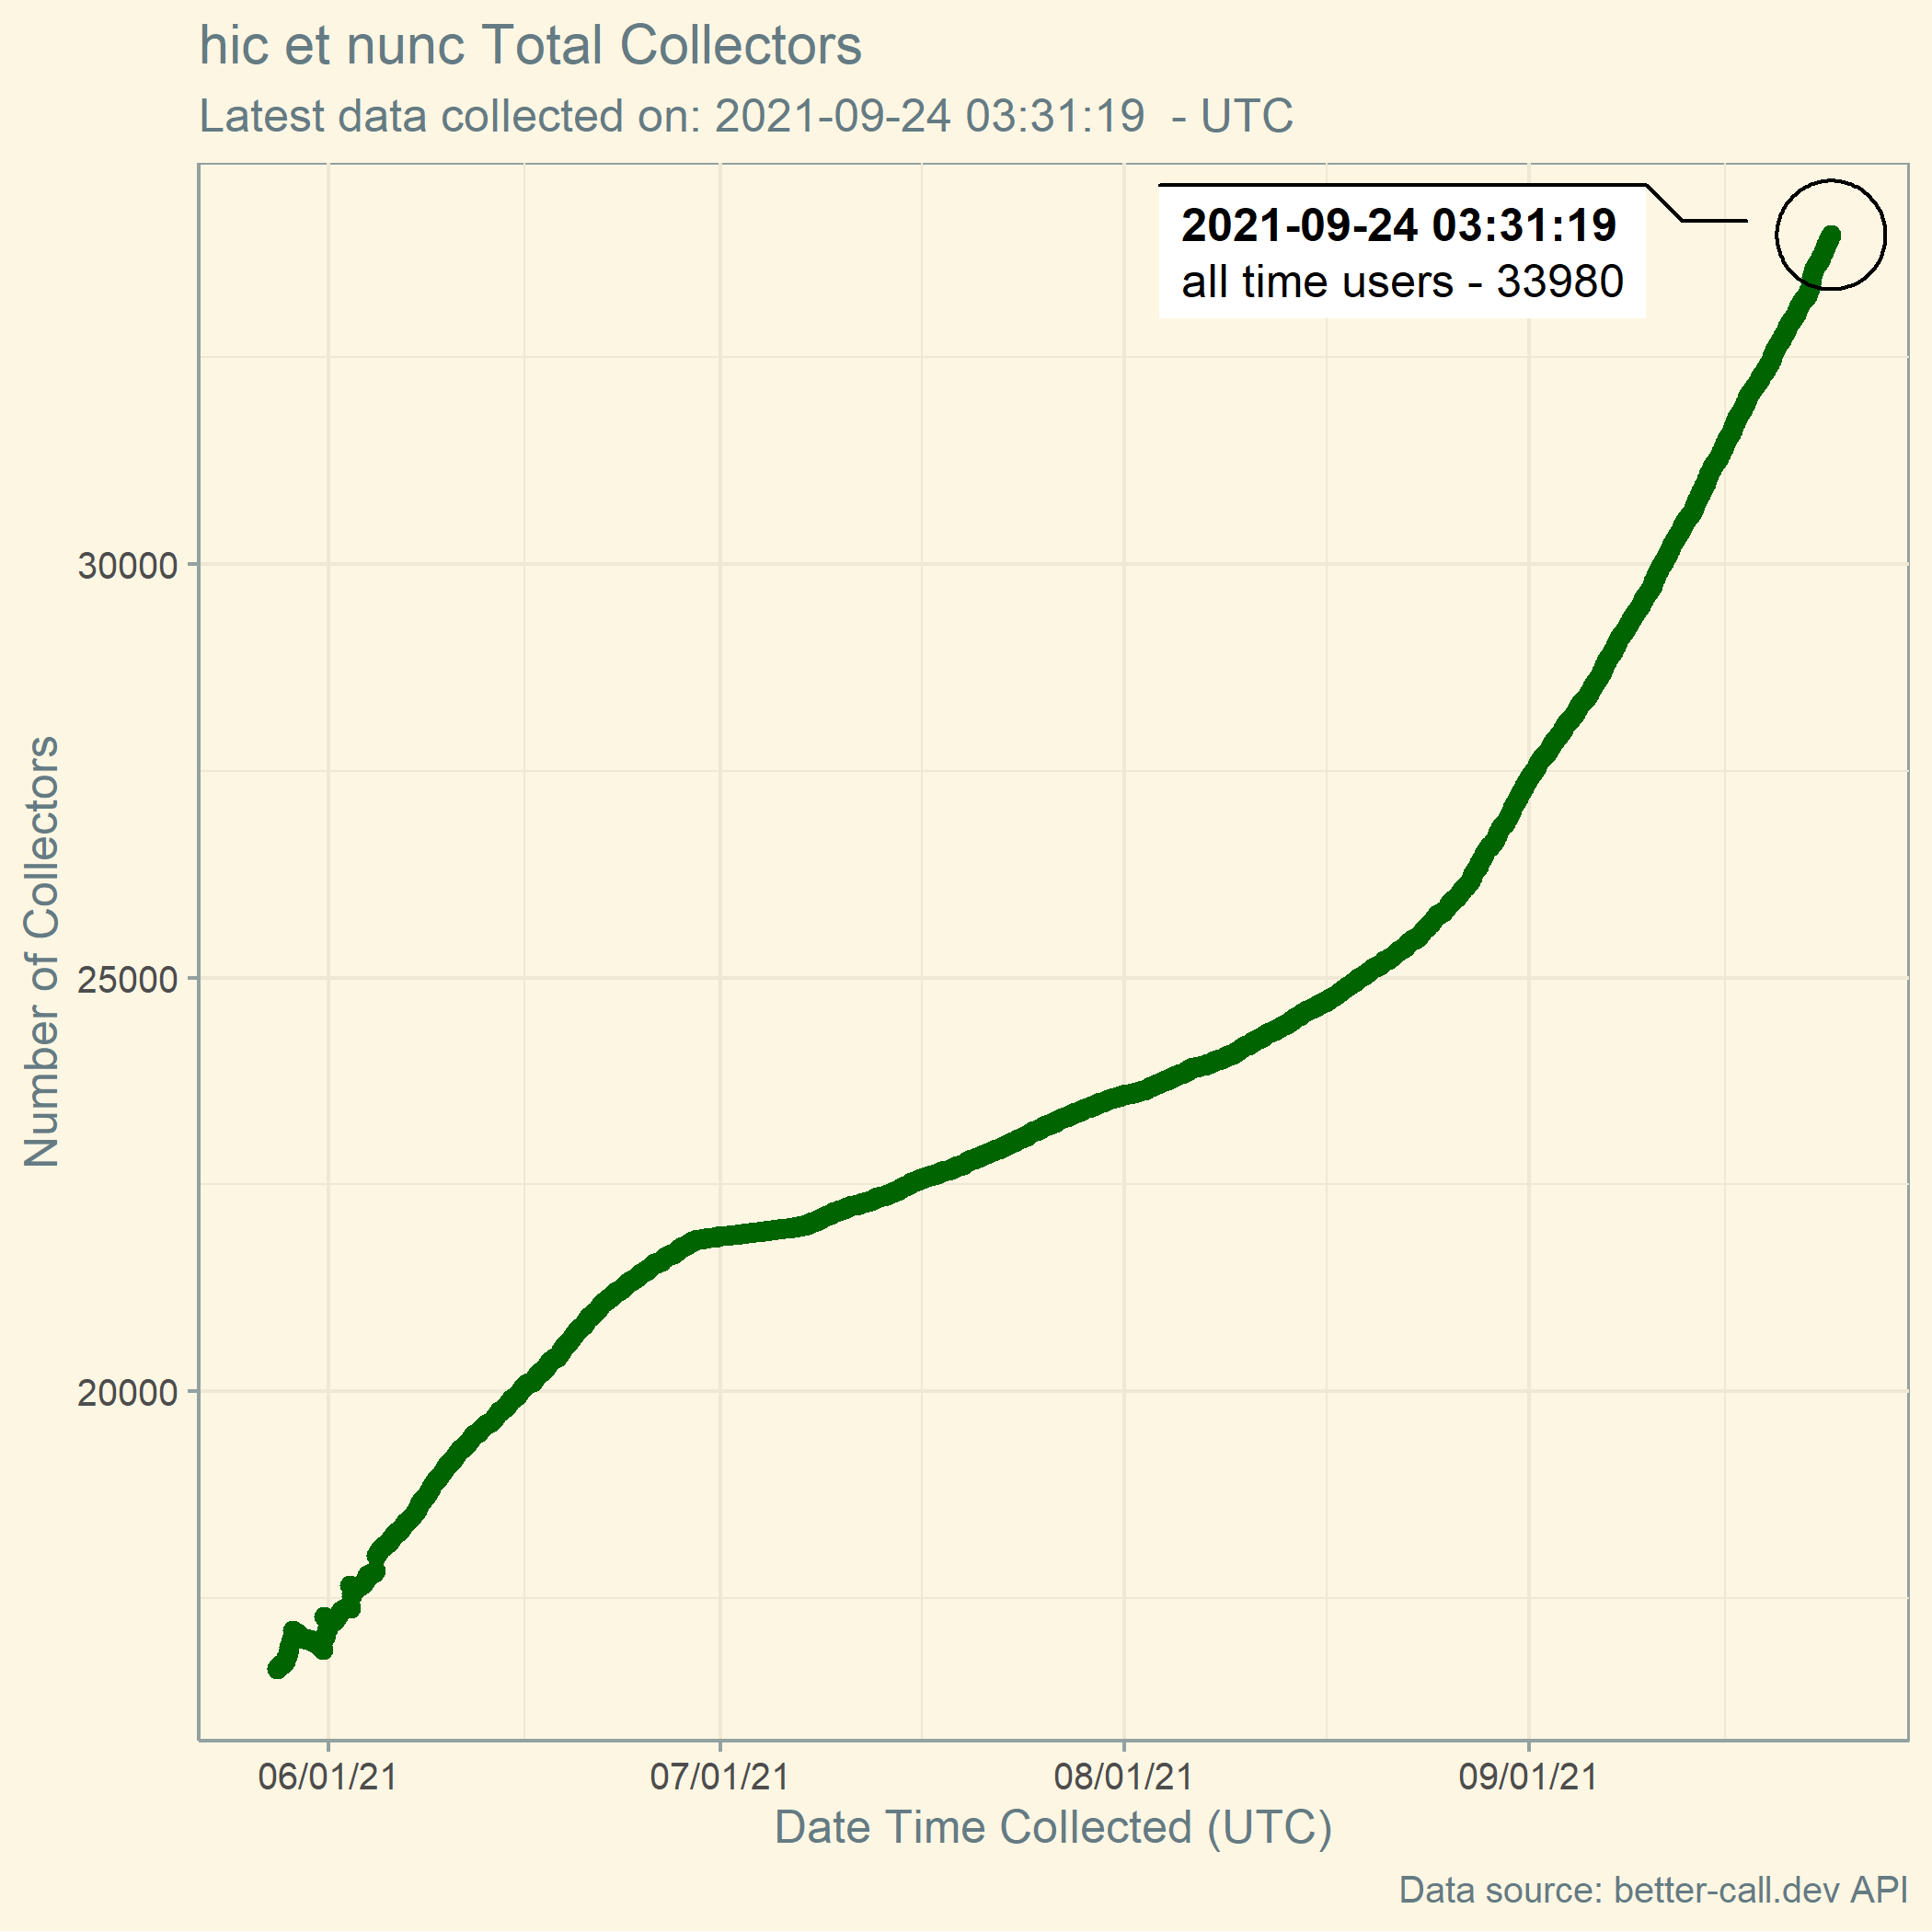 hic et nunc Total Collectors
Latest data collected on: 2021-09-24 03:31:19  - UTC
2021-09-24 03:31:19
all time users - 33980
Number of Collectors
30000
25000
20000
06/01/21
07/01/21
08/01/21
09/01/21
Date Time Collected (UTC)
Data source: better-call.dev API